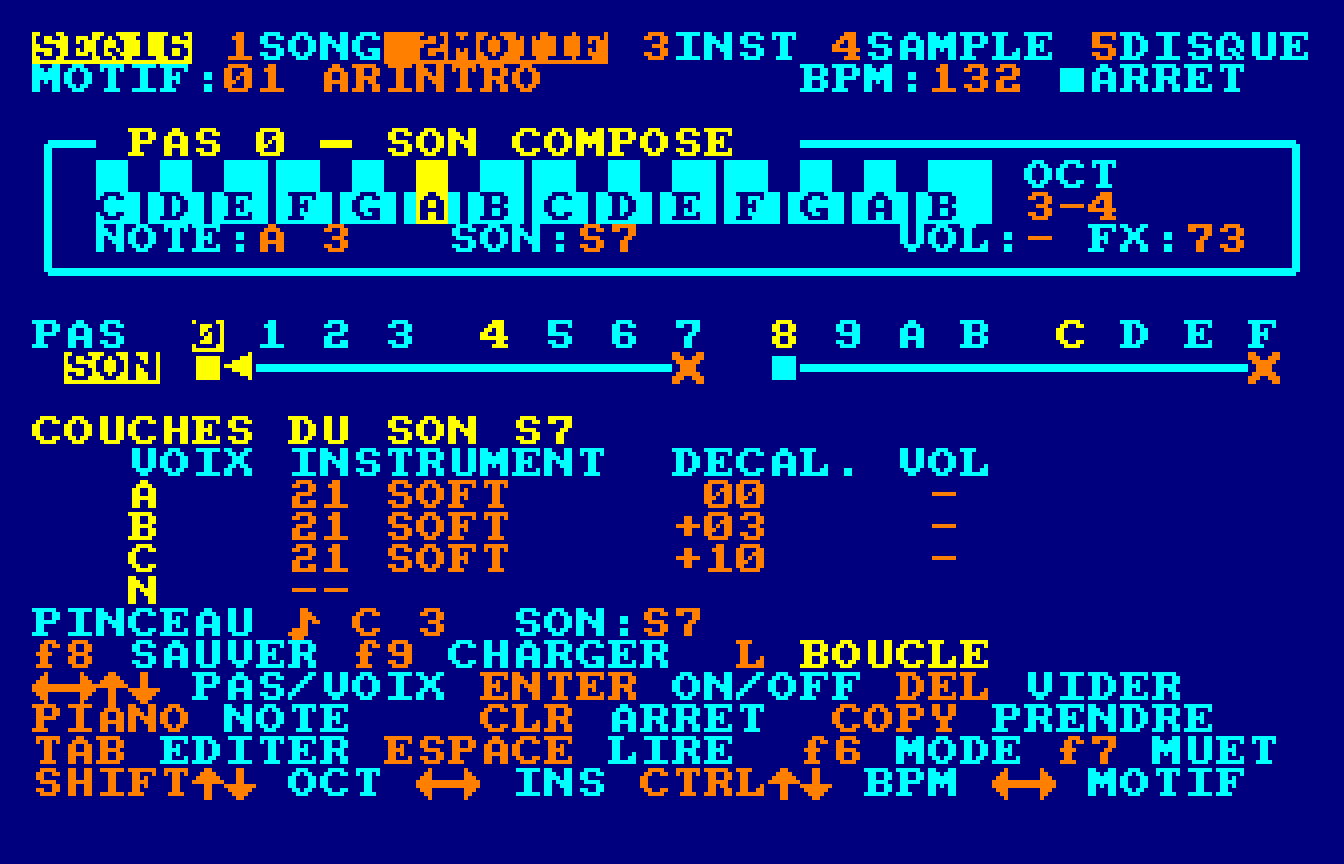 SEQ16 1SONG 2MOTIF 3INST 4SAMPLE 5DISQUE
MOTIF:01 ARINTRO BPM:132 ■ARRET
PAS 0 - SON COMPOSE
OCT
C D E F G A B C D E F G A B 3-4
NOTE:A 3 SON:S7 VOL:- FX:73
PAS 0 1 2 3 4 5 6 7 8 9 A B C D E F
SON
COUCHES DU SON S7
VOIX INSTRUMENT DECAL. VOL
A 21 SOFT 00 -
B 21 SOFT +03 -
C 21 SOFT +10 -
N --
PINCEAU ♪ C 3 SON:S7
f8 SAUVER f9 CHARGER L BOUCLE
↔↑↓ PAS/VOIX ENTER ON/OFF DEL VIDER
PIANO NOTE CLR ARRET COPY PRENDRE
TAB EDITER ESPACE LIRE f6 MODE f7 MUET
SHIFT↑↓ OCT ↔ INS CTRL↑↓ BPM ↔ MOTIF